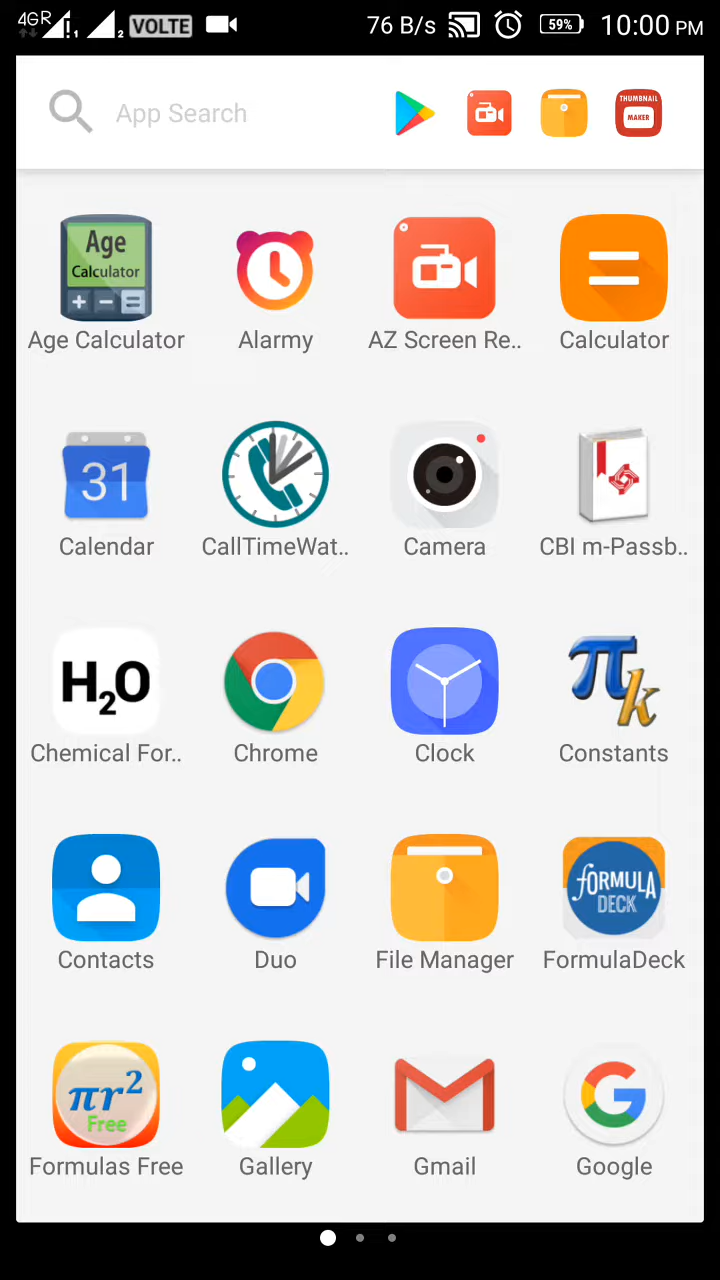 4GR 1 2 VOLTE 76 B/s 59% 10:00 PM
App Search
THUMBNAIL
MAKER
Age
Calculator
Age Calculator Alarmy AZ Screen Re.. Calculator
31
Calendar CallTimeWat.. Camera CBI m-Passb..
H2O
πk
Chemical For.. Chrome Clock Constants
fORMULA
DECK
Contacts Duo File Manager FormulaDeck
πr²
Free
G
Formulas Free Gallery Gmail Google